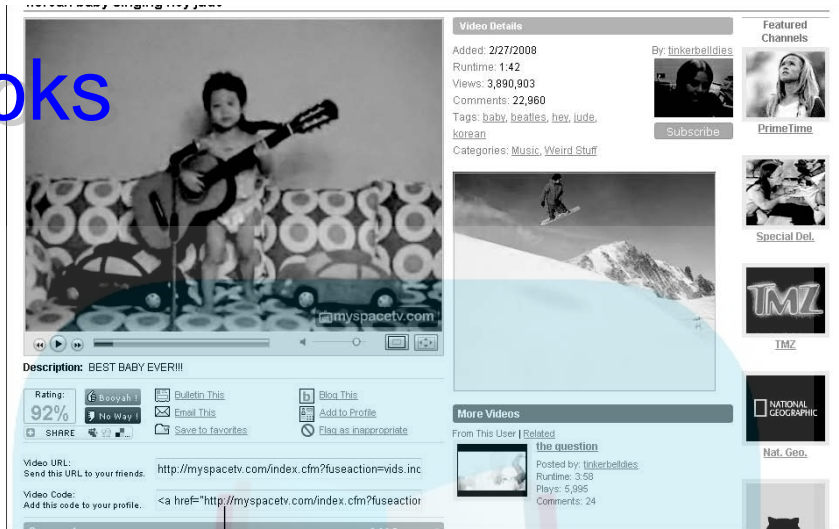 korean baby singing hey jude
oks
myspacetv.com
Description: BEST BABY EVER!!!
Rating:
92%
Booyah !
No Way !
SHARE
Bulletin This
Email This
Save to favorites
Blog This
Add to Profile
Flag as inappropriate
Video URL:
Send this URL to your friends.
http://myspacetv.com/index.cfm?fuseaction=vids.inc
Video Code:
Add this code to your profile.
<a href="http://myspacetv.com/index.cfm?fuseaction
Video Details
Added: 2/27/2008
Runtime: 1:42
Views: 3,890,903
Comments: 22,960
Tags: baby, beatles, hey, jude,
korean
Categories: Music, Weird Stuff
By: tinkerbelldies
Subscribe
More Videos
From This User | Related
the question
Posted by: tinkerbelldies
Runtime: 3:58
Plays: 5,995
Comments: 24
Featured
Channels
PrimeTime
Special Del.
TMZ
TMZ
NATIONAL
GEOGRAPHIC
Nat. Geo.